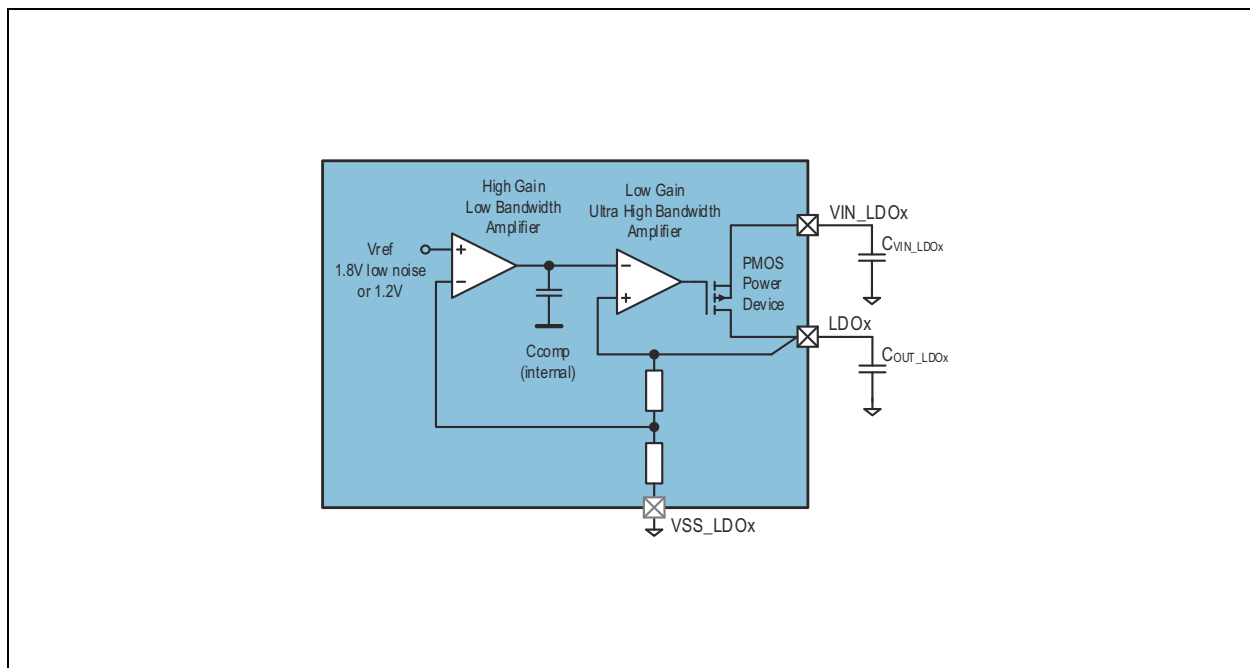 High Gain
Low Bandwidth
Amplifier
Low Gain
Ultra High Bandwidth
Amplifier
Vref
1.8V low noise
or 1.2V
+
−
−
+
Ccomp
(internal)
PMOS
Power
Device
VIN_LDOx
CVIN_LDOx
LDOx
COUT_LDOx
VSS_LDOx